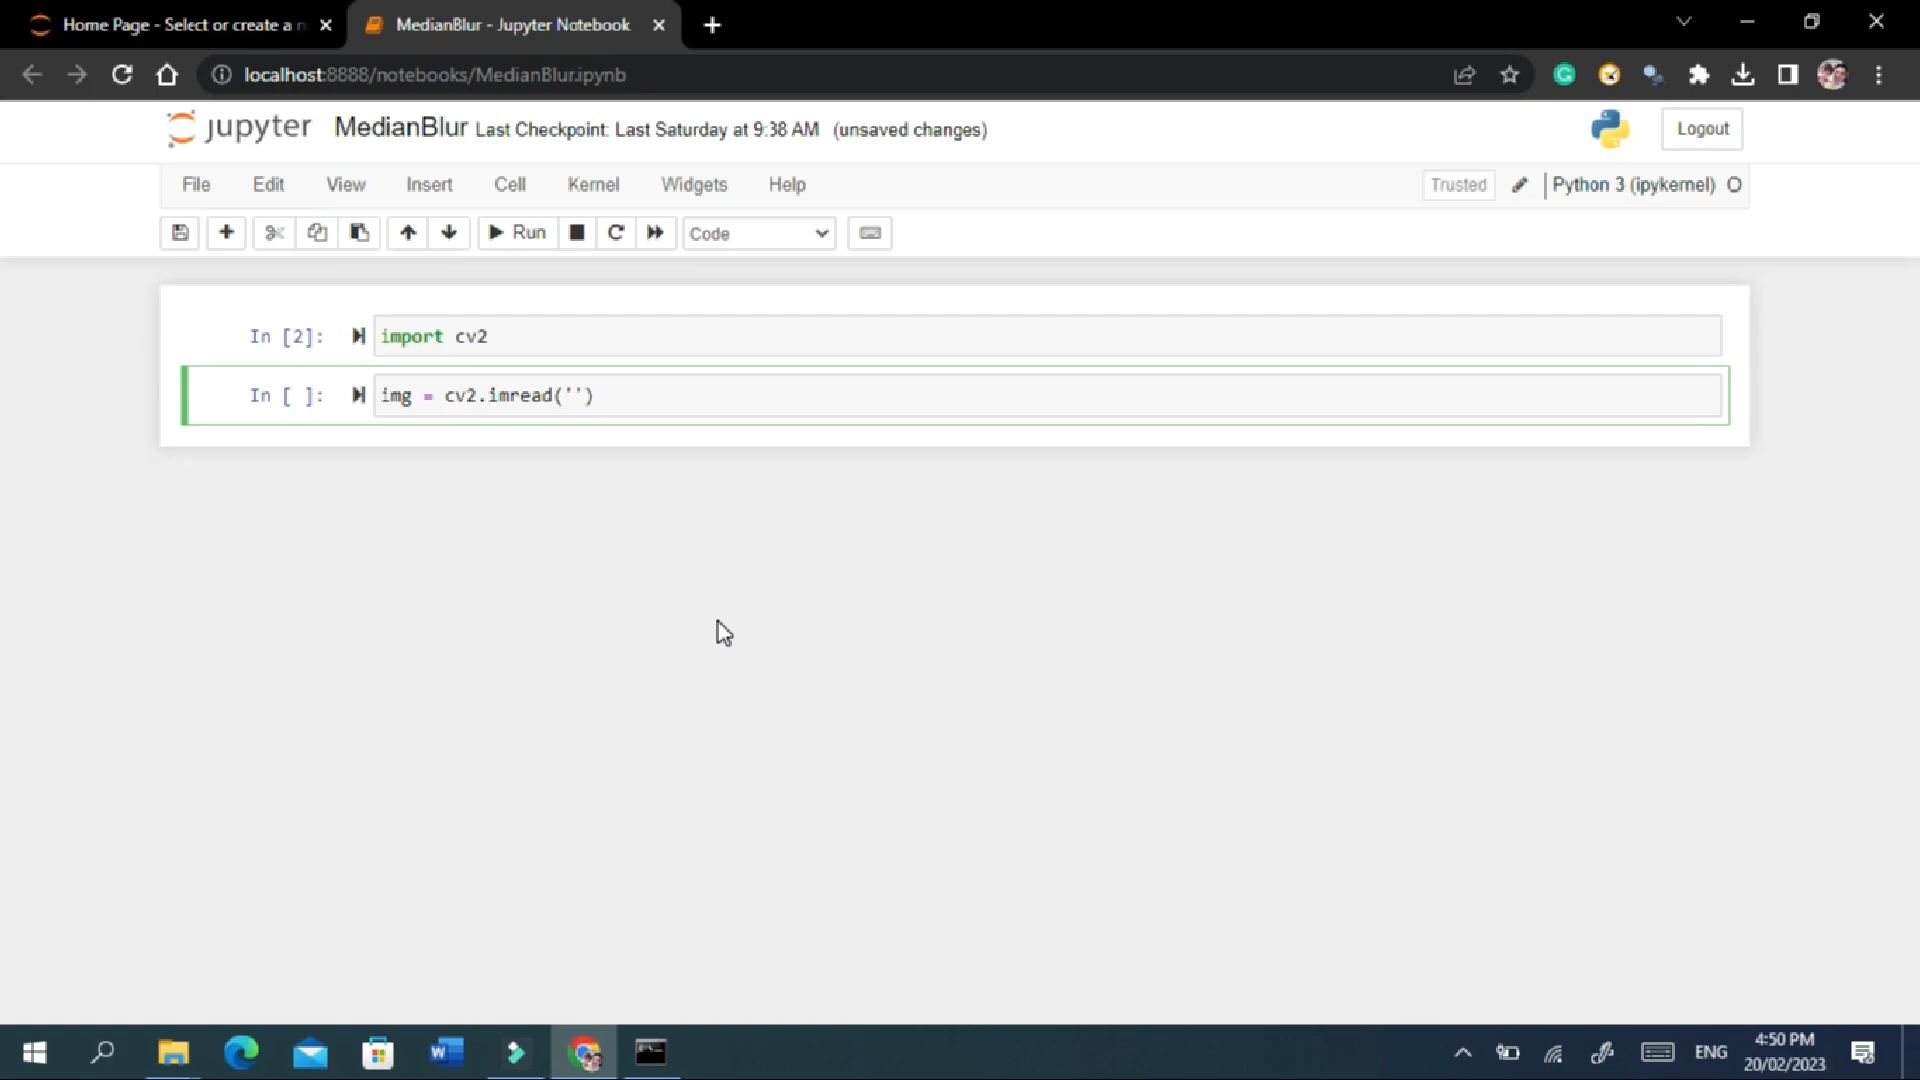 Home Page - Select or create a n
MedianBlur - Jupyter Notebook
localhost:8888/notebooks/MedianBlur.ipynb
jupyter MedianBlur Last Checkpoint: Last Saturday at 9:38 AM (unsaved changes)
Logout
File Edit View Insert Cell Kernel Widgets Help
Trusted Python 3 (ipykernel)
Run Code
In [2]: import cv2
In [ ]: img = cv2.imread('')
ENG
4:50 PM
20/02/2023